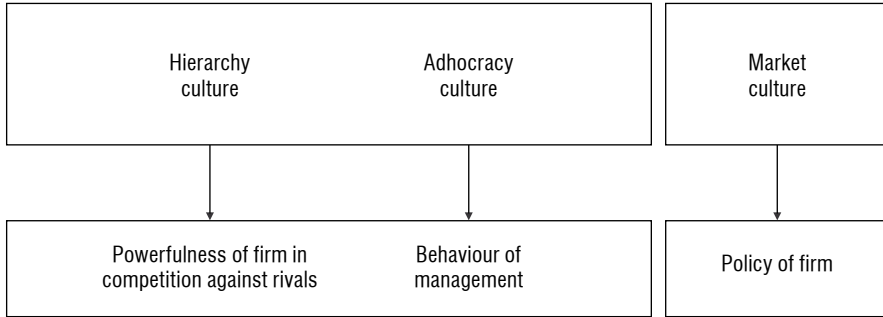 Hierarchy
culture
Adhocracy
culture
Market
culture
Powerfulness of firm in
competition against rivals
Behaviour of
management
Policy of firm